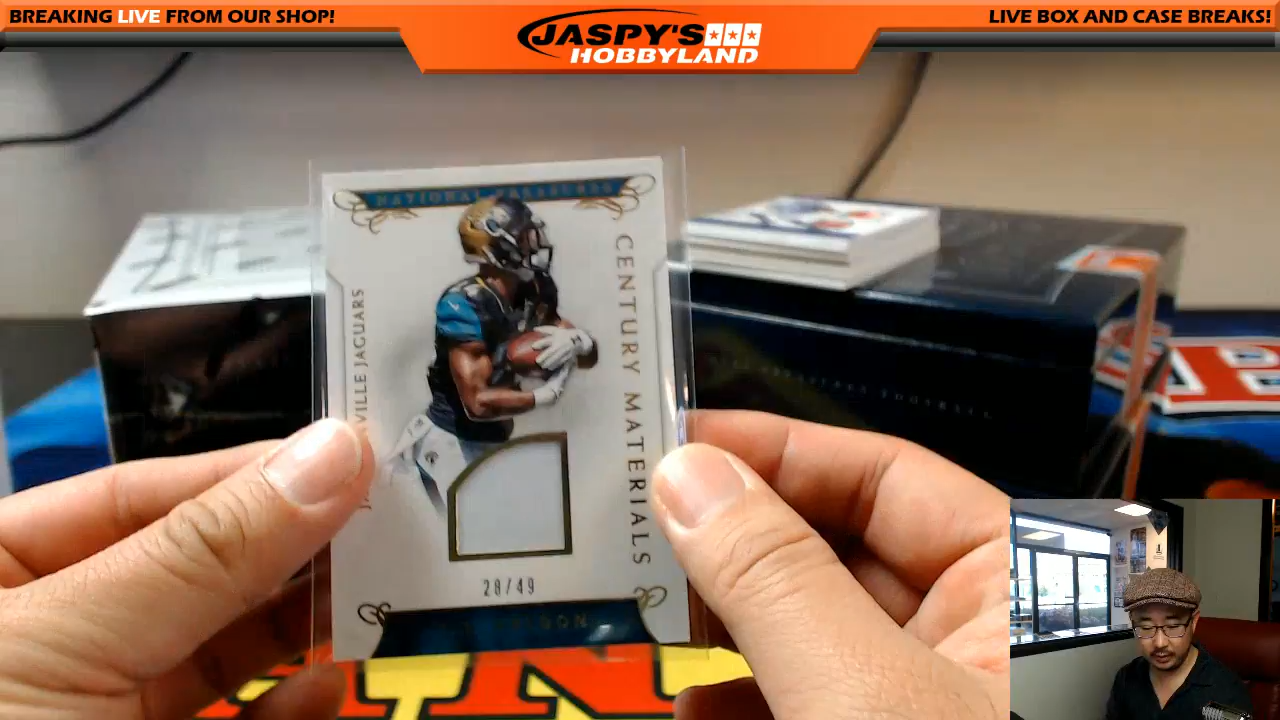 BREAKING LIVE FROM OUR SHOP!
JASPY'S
HOBBYLAND
LIVE BOX AND CASE BREAKS!
NATIONAL TREASURES
CENTURY MATERIALS
VILLE JAGUARS
28/49